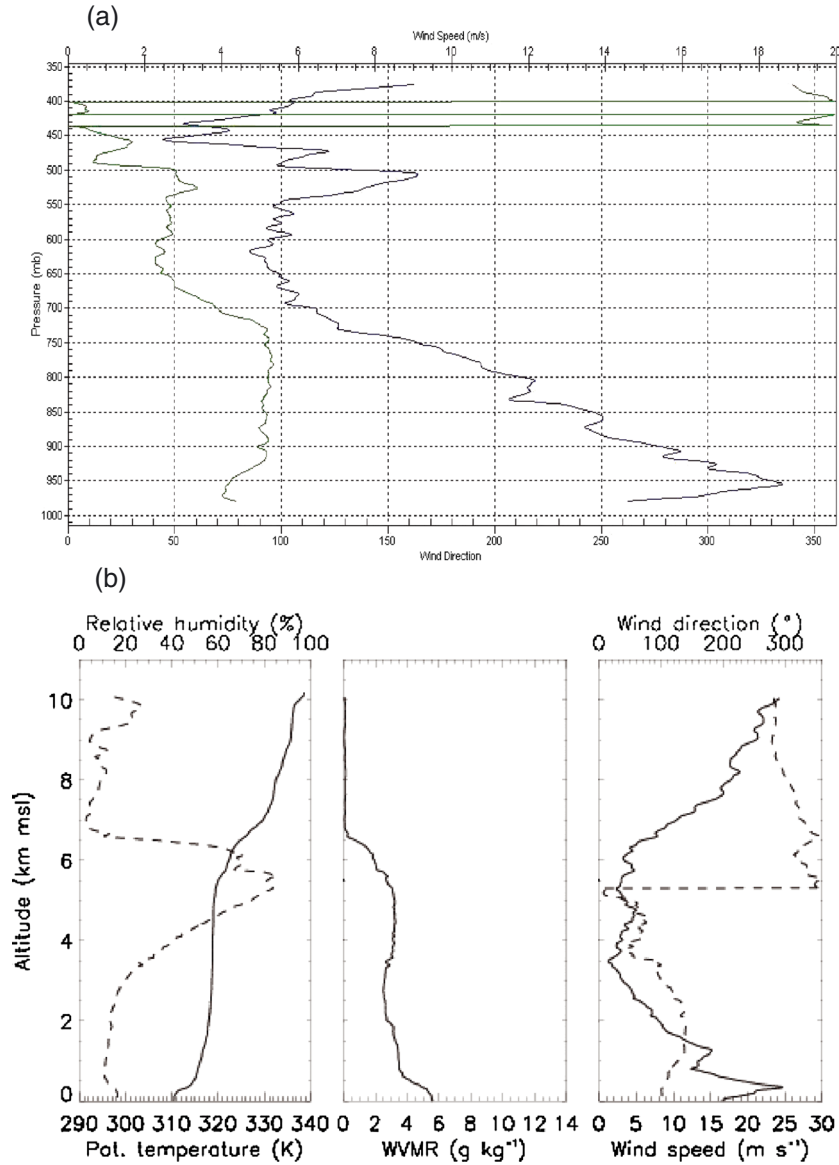 (a)
Wind Speed (m/s)
0 2 4 6 8 10 12 14 16 18 20
350
400
450
500
550
600
650
700
750
800
850
900
950
1000
Pressure (mb)
0 50 100 150 200 250 300 350
Wind Direction
(b)
Relative humidity (%)
0 20 40 60 80 100
Wind direction (°)
0 100 200 300
10
8
6
4
2
0
Altitude (km msl)
290 300 310 320 330 340
Pot. temperature (K)
0 2 4 6 8 10 12 14
WVMR (g kg⁻¹)
0 5 10 15 20 25 30
Wind speed (m s⁻¹)